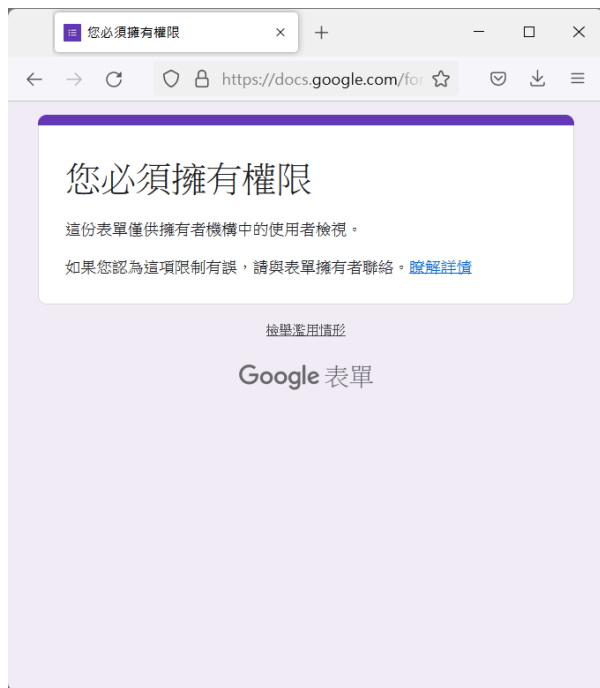 您必須擁有權限
https://docs.google.com/for
您必須擁有權限
這份表單僅供擁有者機構中的使用者檢視。
如果您認為這項限制有誤，請與表單擁有者聯絡。瞭解詳情
檢舉濫用情形
Google 表單